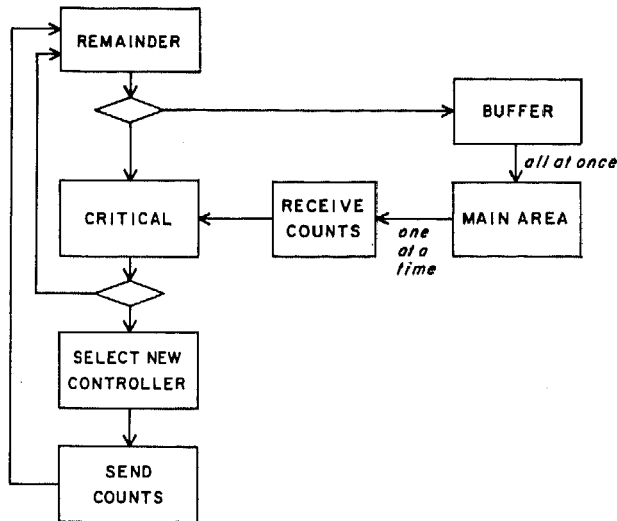 REMAINDER
BUFFER
all at once
CRITICAL
RECEIVE
COUNTS
MAIN AREA
one
at a
time
SELECT NEW
CONTROLLER
SEND
COUNTS